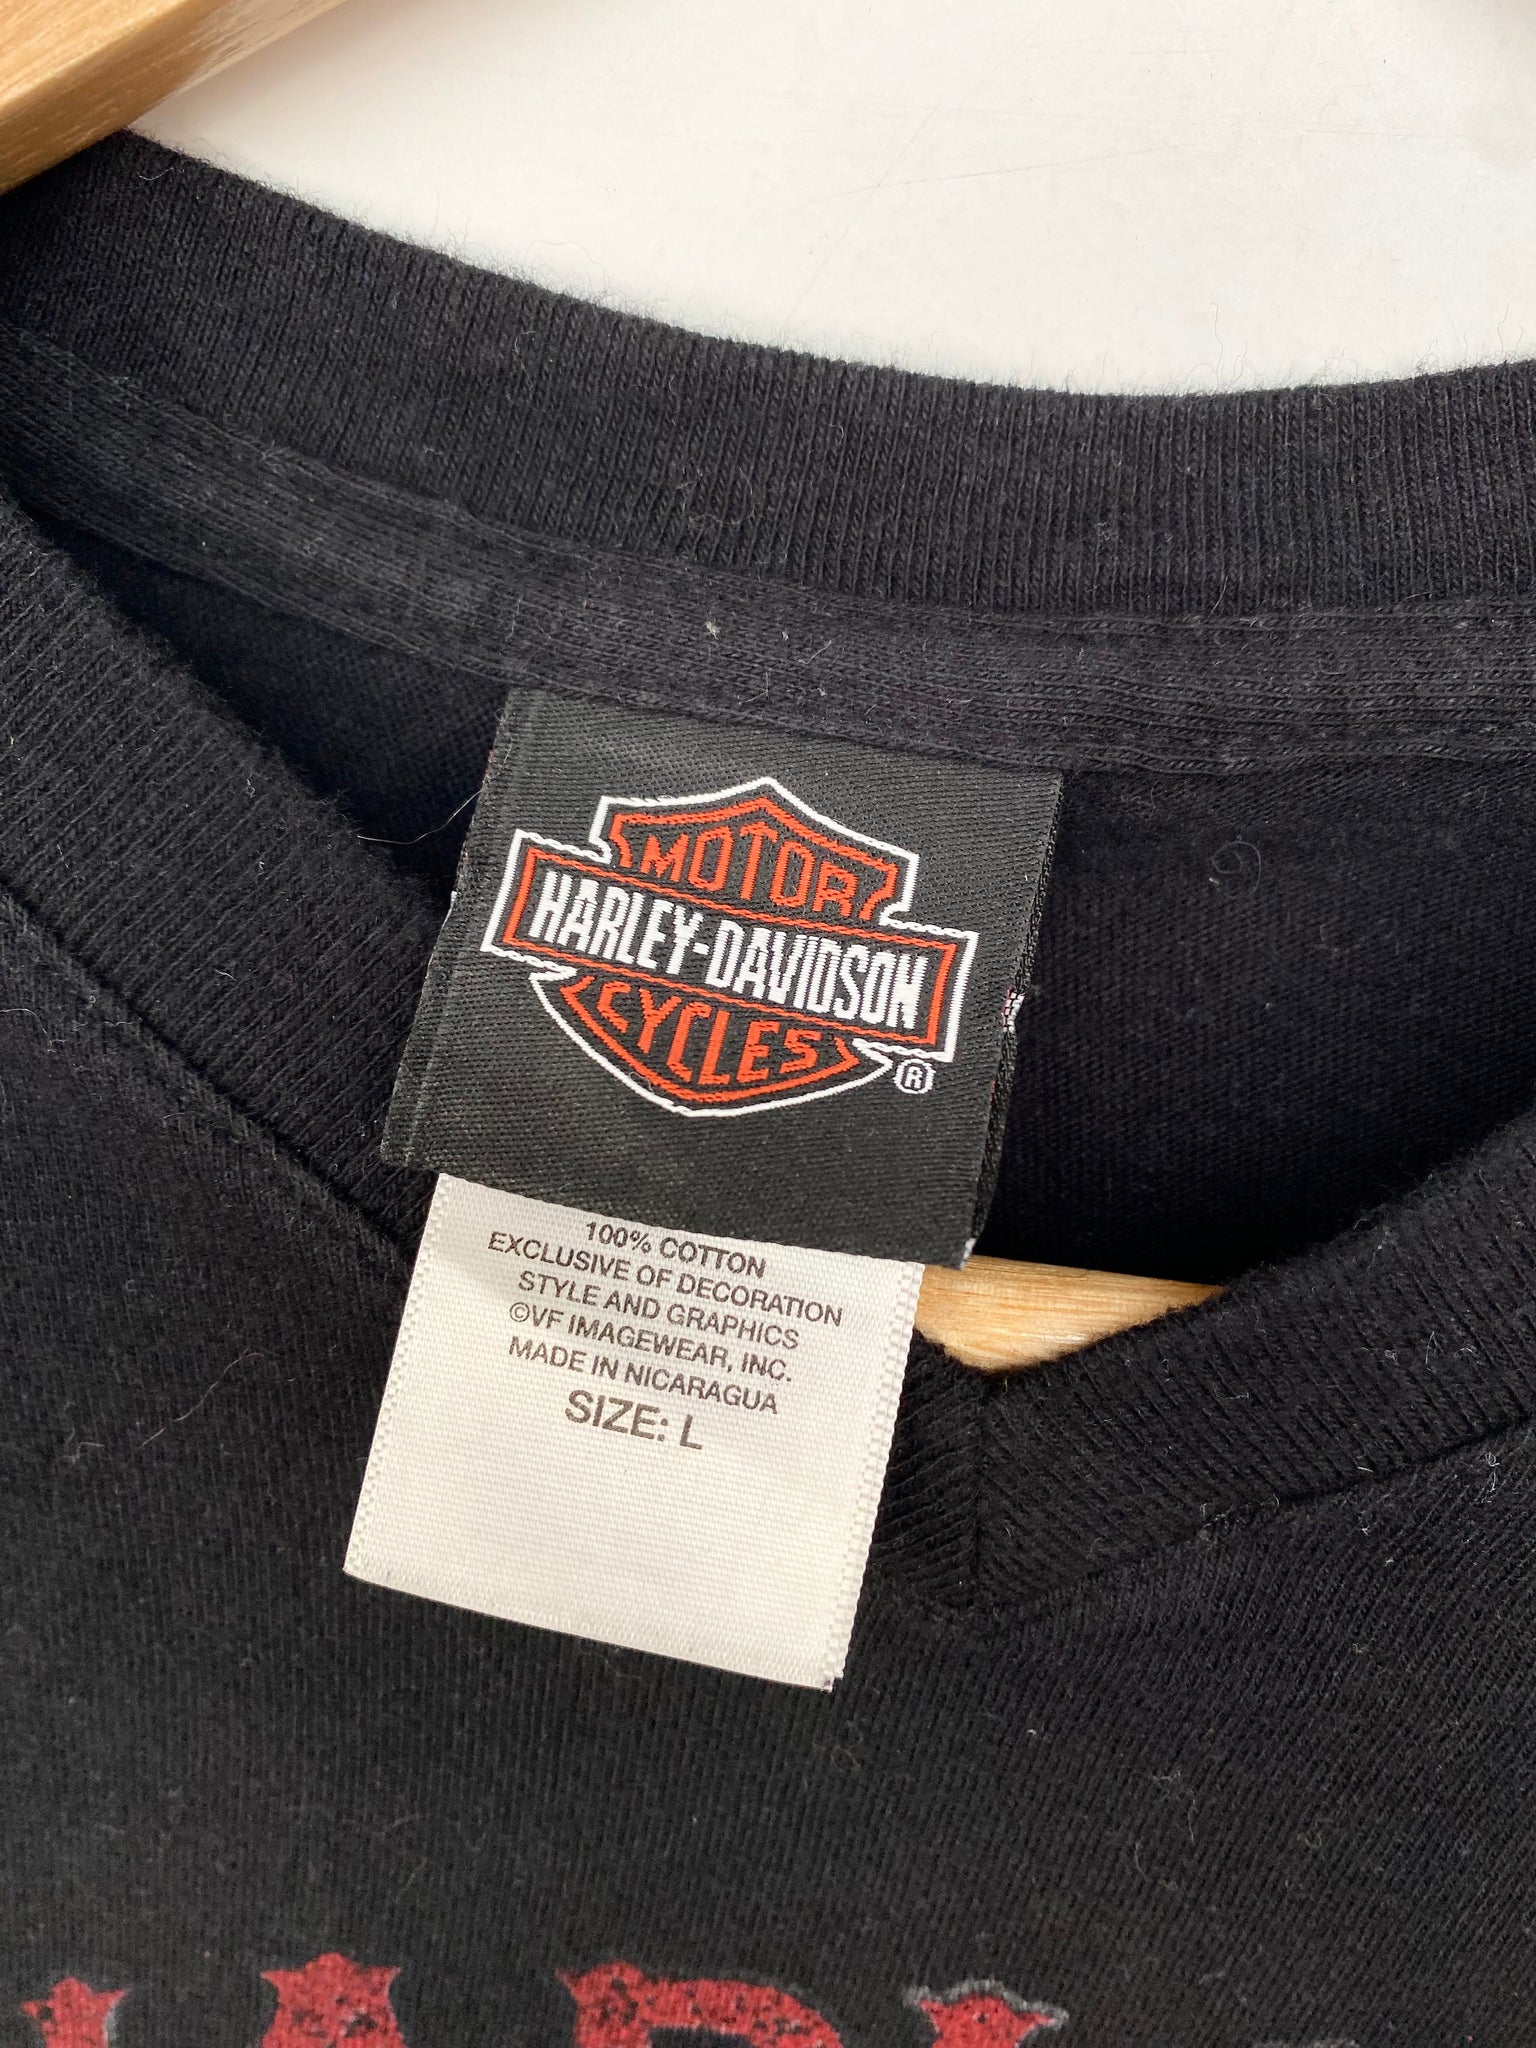 MOTOR
HARLEY-DAVIDSON
CYCLES
®
100% COTTON
EXCLUSIVE OF DECORATION
STYLE AND GRAPHICS
©VF IMAGEWEAR, INC.
MADE IN NICARAGUA
SIZE: L